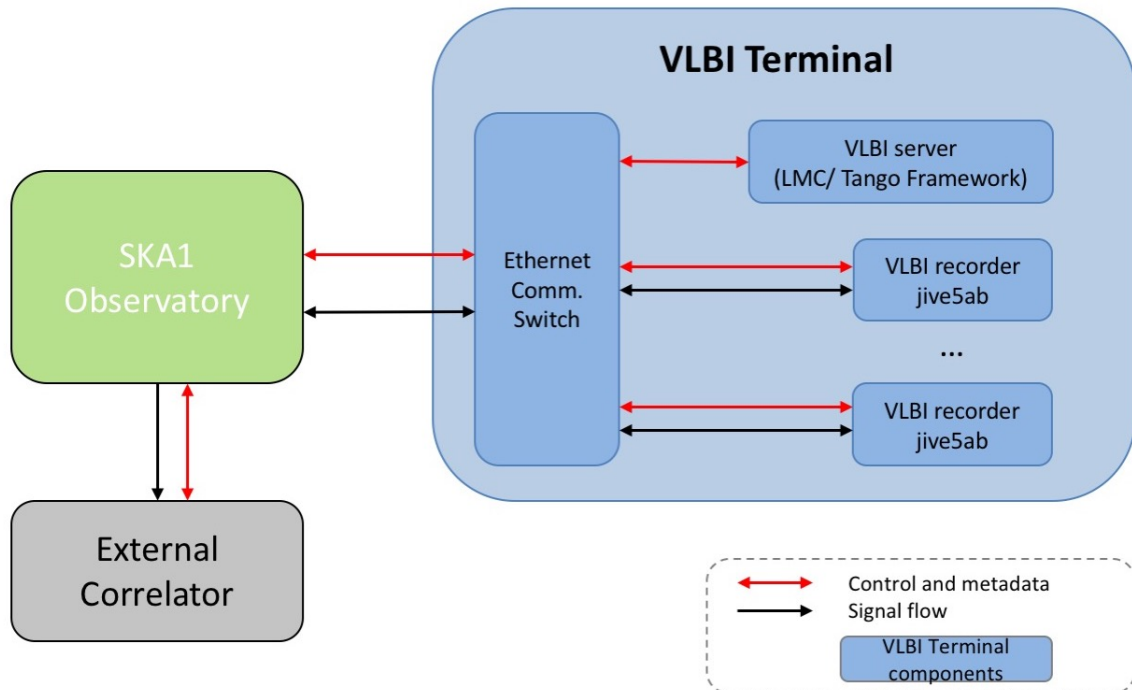 VLBI Terminal
VLBI server
(LMC/ Tango Framework)
SKA1
Observatory
Ethernet
Comm.
Switch
VLBI recorder
jive5ab
...
VLBI recorder
jive5ab
External
Correlator
Control and metadata
Signal flow
VLBI Terminal
components